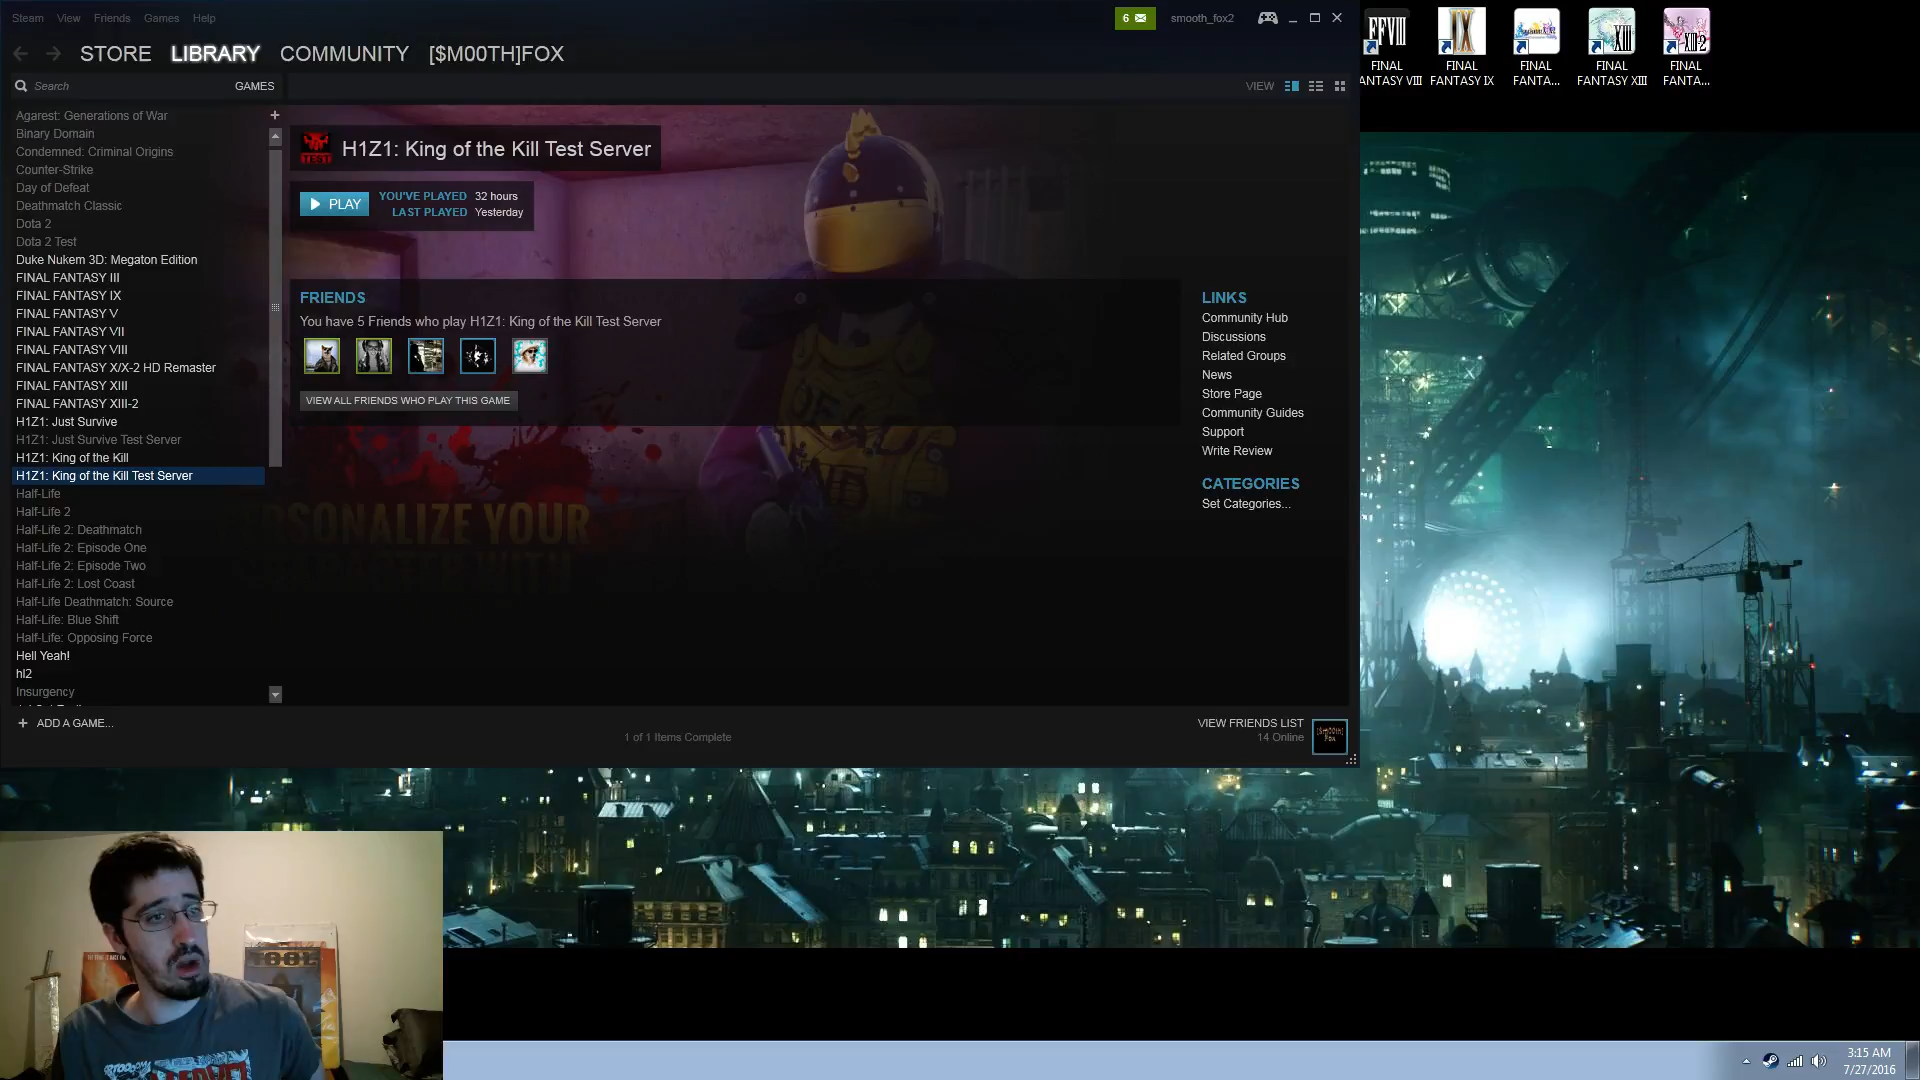 Steam View Friends Games Help
6
smooth_fox2
STORE LIBRARY COMMUNITY [$M00TH]FOX
Search
GAMES
VIEW
Agarest: Generations of War
Binary Domain
Condemned: Criminal Origins
Counter-Strike
Day of Defeat
Deathmatch Classic
Dota 2
Dota 2 Test
Duke Nukem 3D: Megaton Edition
FINAL FANTASY III
FINAL FANTASY IX
FINAL FANTASY V
FINAL FANTASY VII
FINAL FANTASY VIII
FINAL FANTASY X/X-2 HD Remaster
FINAL FANTASY XIII
FINAL FANTASY XIII-2
H1Z1: Just Survive
H1Z1: Just Survive Test Server
H1Z1: King of the Kill
H1Z1: King of the Kill Test Server
Half-Life
Half-Life 2
Half-Life 2: Deathmatch
Half-Life 2: Episode One
Half-Life 2: Episode Two
Half-Life 2: Lost Coast
Half-Life Deathmatch: Source
Half-Life: Blue Shift
Half-Life: Opposing Force
Hell Yeah!
hl2
Insurgency
+ ADD A GAME...
TEST
H1Z1: King of the Kill Test Server
PLAY
YOU'VE PLAYED 32 hours
LAST PLAYED Yesterday
FRIENDS
You have 5 Friends who play H1Z1: King of the Kill Test Server
VIEW ALL FRIENDS WHO PLAY THIS GAME
PERSONALIZE YOUR
CHARACTER WITH
LINKS
Community Hub
Discussions
Related Groups
News
Store Page
Community Guides
Support
Write Review
CATEGORIES
Set Categories...
1 of 1 Items Complete
VIEW FRIENDS LIST
14 Online
FFVIII
IX
XIII
XIII-2
FINAL
FANTASY VIII
FINAL
FANTASY IX
FINAL
FANTA...
FINAL
FANTASY XIII
FINAL
FANTA...
3:15 AM
7/27/2016